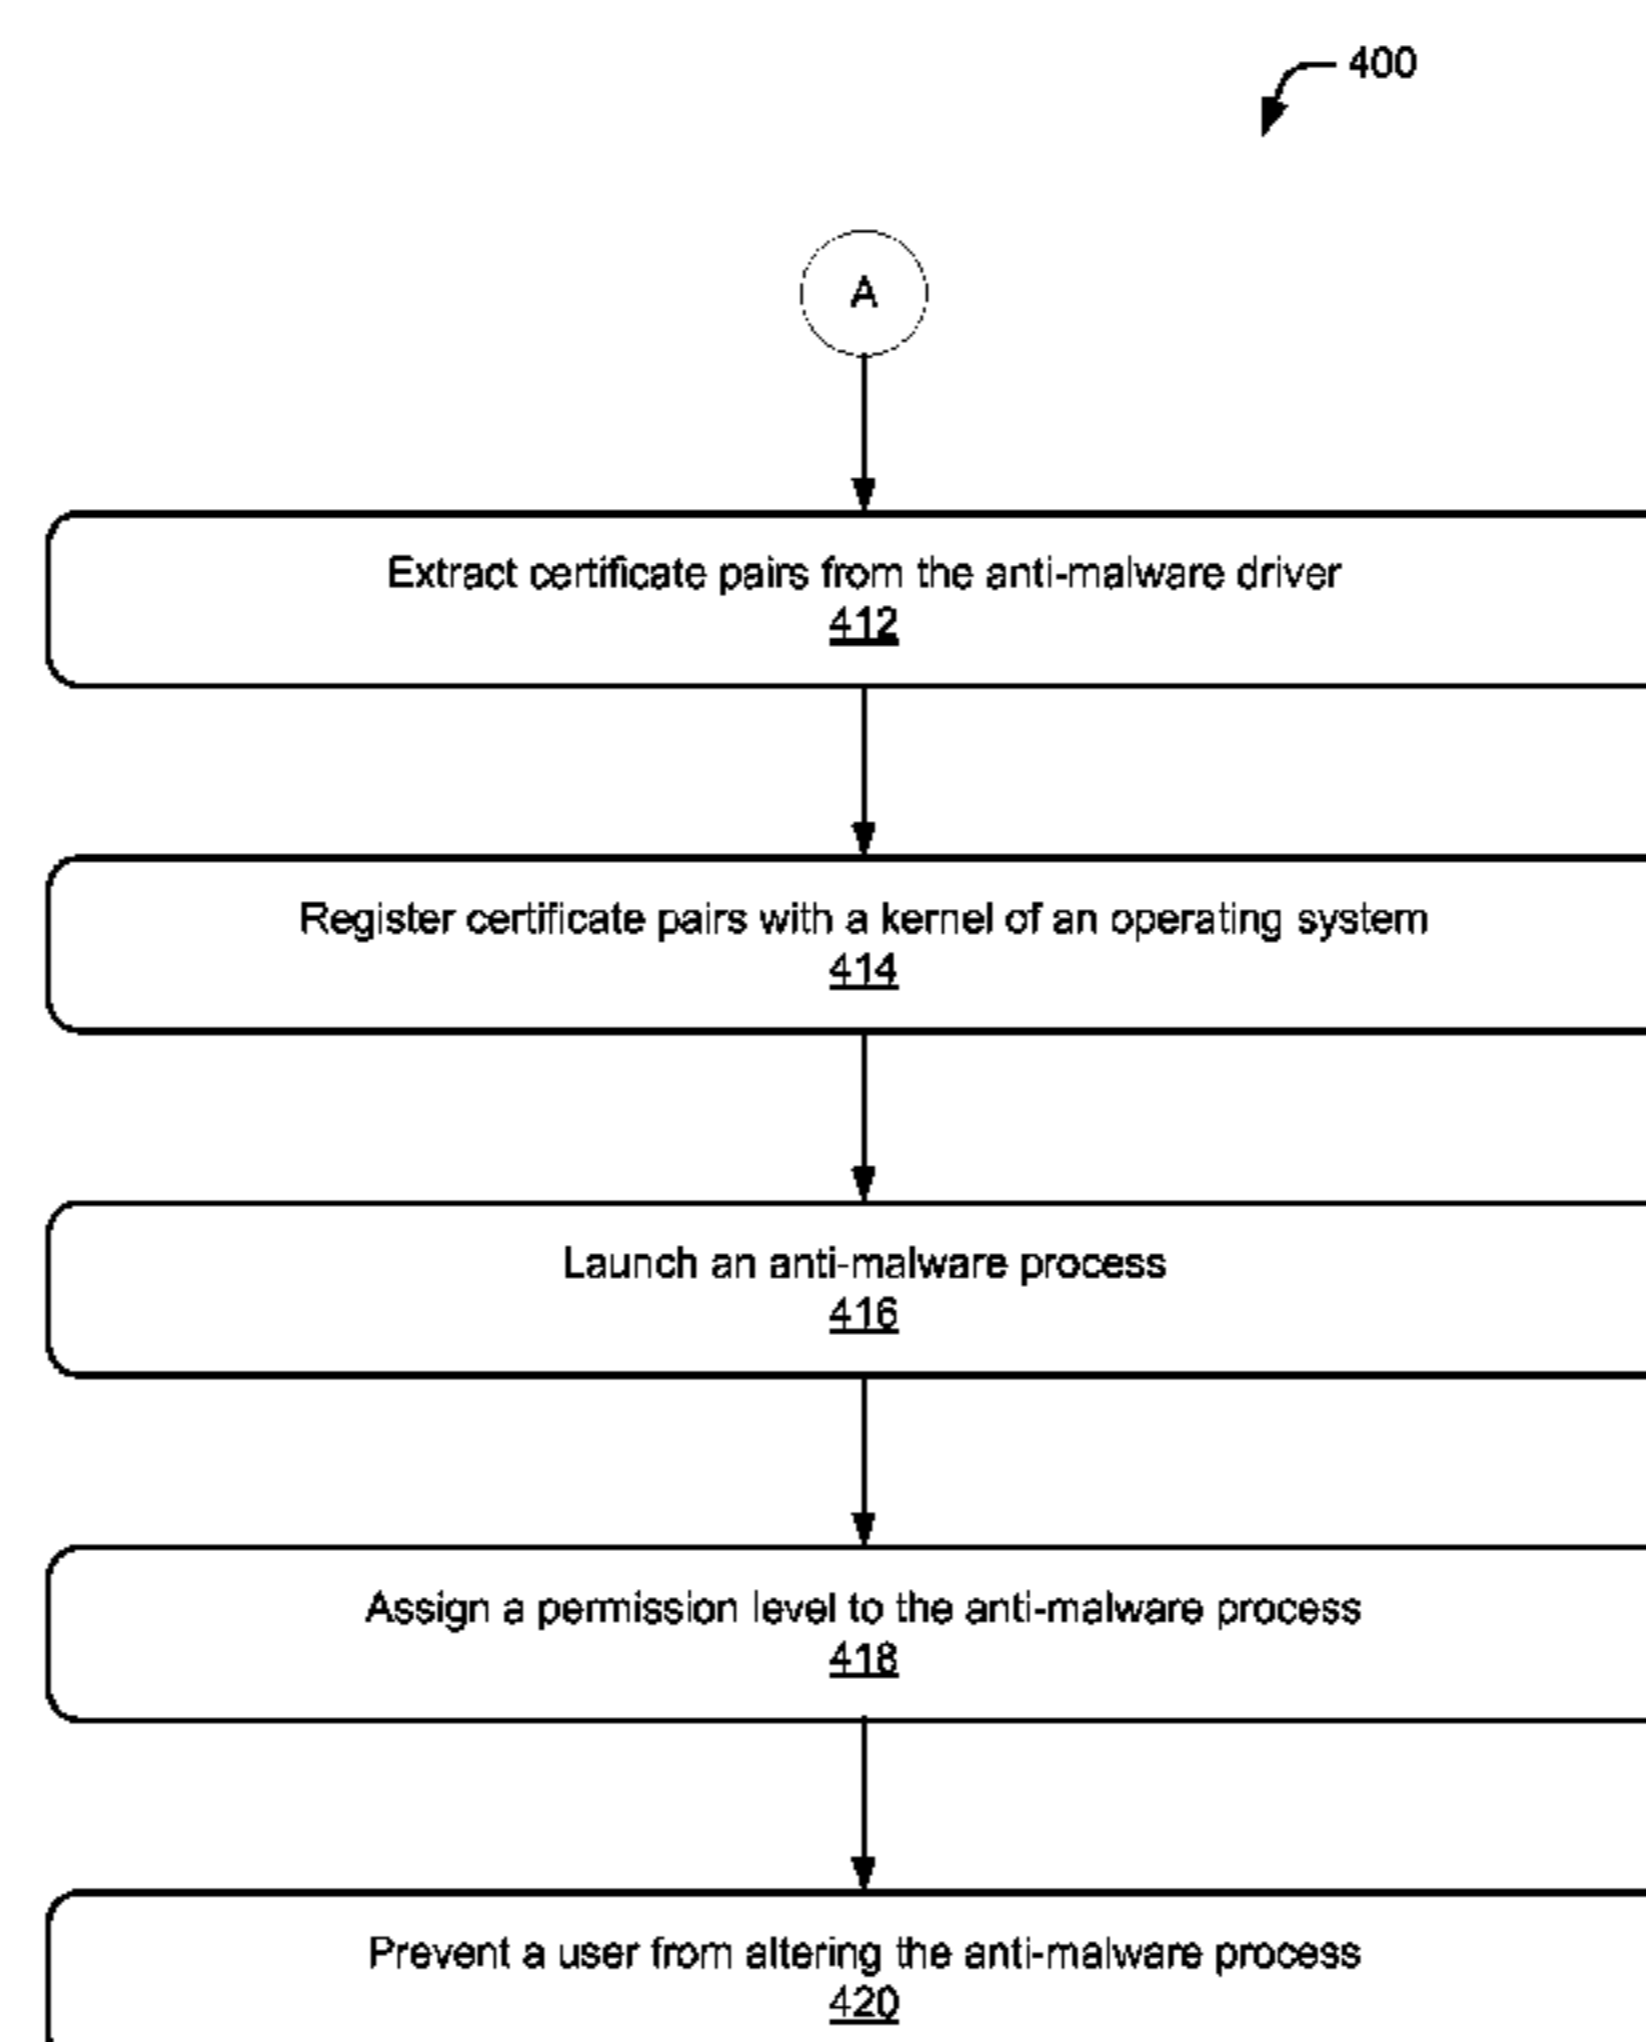 400
A
Extract certificate pairs from the anti-malware driver
412
Register certificate pairs with a kernel of an operating system
414
Launch an anti-malware process
416
Assign a permission level to the anti-malware process
418
Prevent a user from altering the anti-malware process
420